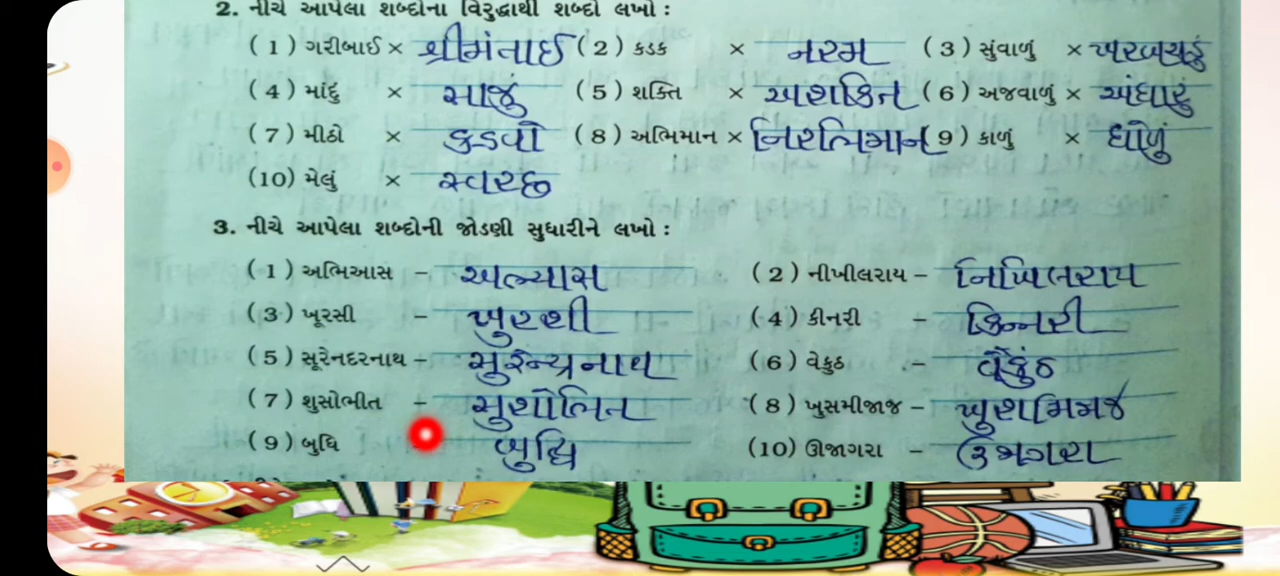 2. નીચે આપેલા શબ્દોના વિરુદ્ધાર્થી શબ્દો લખો :
(1) ગરીબાઈ × શ્રીમંતાઈ (2) કડક × નરમ (3) સુંવાળું × ખરબચડું
(4) માંદુ × સાજું (5) શક્તિ × અશક્તિ (6) અજવાળું × અંધારું
(7) મીઠો × કડવો (8) અભિમાન × નિરભિમાન (9) કાળું × ધોળું
(10) મેલું × સ્વચ્છ
3. નીચે આપેલા શબ્દોની જોડણી સુધારીને લખો :
(1) અભિઆસ – અભ્યાસ (2) નીખીલરાય – નિખિલરાય
(3) ખૂરસી – ખુરશી (4) કીનરી – કિન્નરી
(5) સૂરેનદરનાથ – સુરેન્દ્રનાથ (6) વેકુઠ – વૈકુંઠ
(7) શુસોભીત – સુશોભિત (8) ખુસમીજાજ – ખુશમિજાજ
(9) બુધિ બુદ્ધિ (10) ઊજાગરા – ઉજાગરા